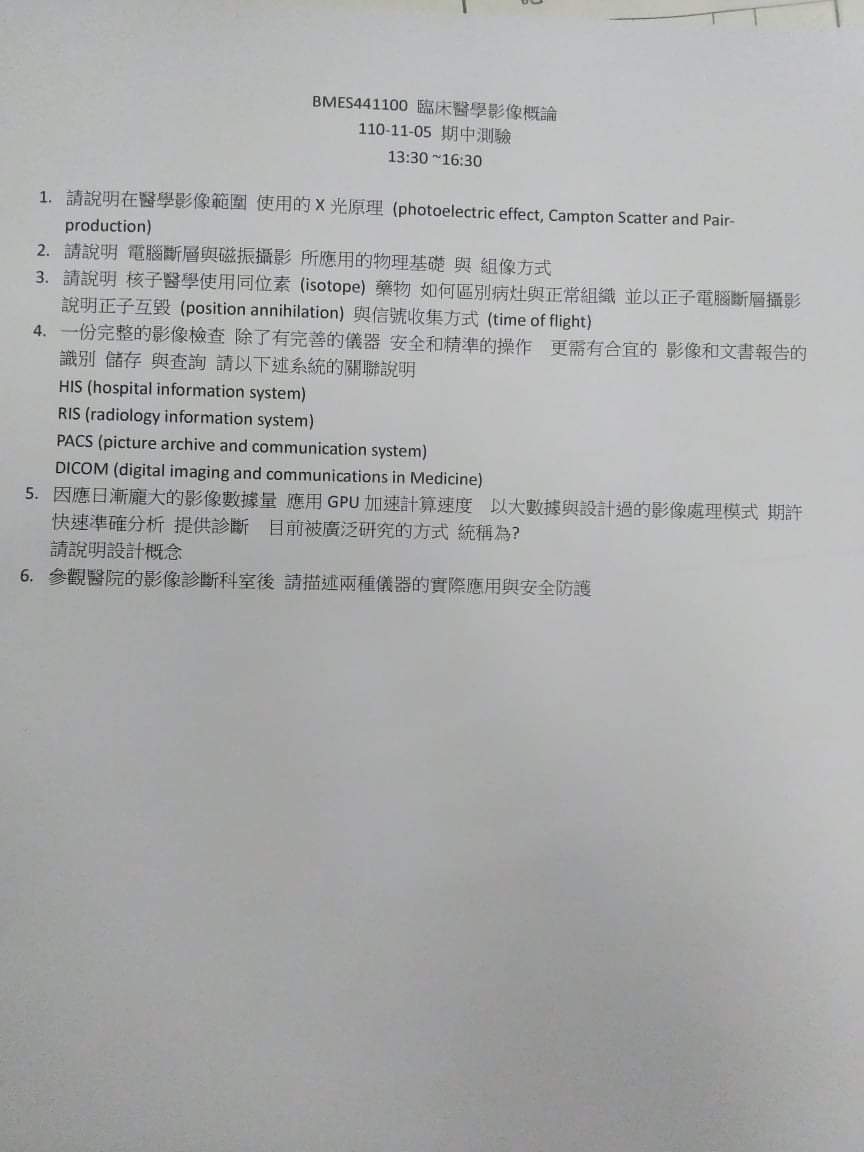 BMES441100 臨床醫學影像概論
110-11-05 期中測驗
13:30 ~16:30
1. 請說明在醫學影像範圍 使用的 X 光原理 (photoelectric effect, Campton Scatter and Pair-
production)
2. 請說明 電腦斷層與磁振攝影 所應用的物理基礎 與 組像方式
3. 請說明 核子醫學使用同位素 (isotope) 藥物 如何區別病灶與正常組織 並以正子電腦斷層攝影
說明正子互毀 (position annihilation) 與信號收集方式 (time of flight)
4. 一份完整的影像檢查 除了有完善的儀器 安全和精準的操作 更需有合宜的 影像和文書報告的
識別 儲存 與查詢 請以下述系統的關聯說明
HIS (hospital information system)
RIS (radiology information system)
PACS (picture archive and communication system)
DICOM (digital imaging and communications in Medicine)
5. 因應日漸龐大的影像數據量 應用 GPU 加速計算速度 以大數據與設計過的影像處理模式 期許
快速準確分析 提供診斷 目前被廣泛研究的方式 統稱為?
請說明設計概念
6. 參觀醫院的影像診斷科室後 請描述兩種儀器的實際應用與安全防護